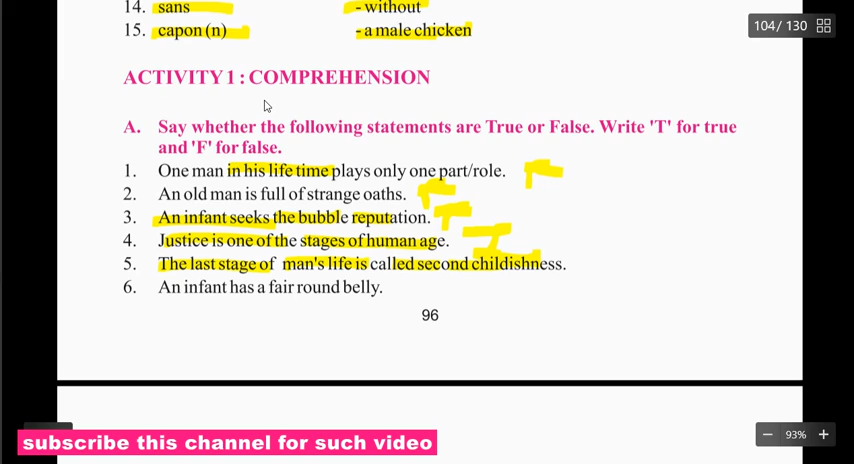 14. sans - without
15. capon (n) - a male chicken
104 / 130
ACTIVITY 1 : COMPREHENSION
A. Say whether the following statements are True or False. Write 'T' for true
and 'F' for false.
1. One man in his life time plays only one part/role. F
2. An old man is full of strange oaths. F
3. An infant seeks the bubble reputation.
4. Justice is one of the stages of human age.
5. The last stage of man's life is called second childishness.
6. An infant has a fair round belly.
96
subscribe this channel for such video
93%